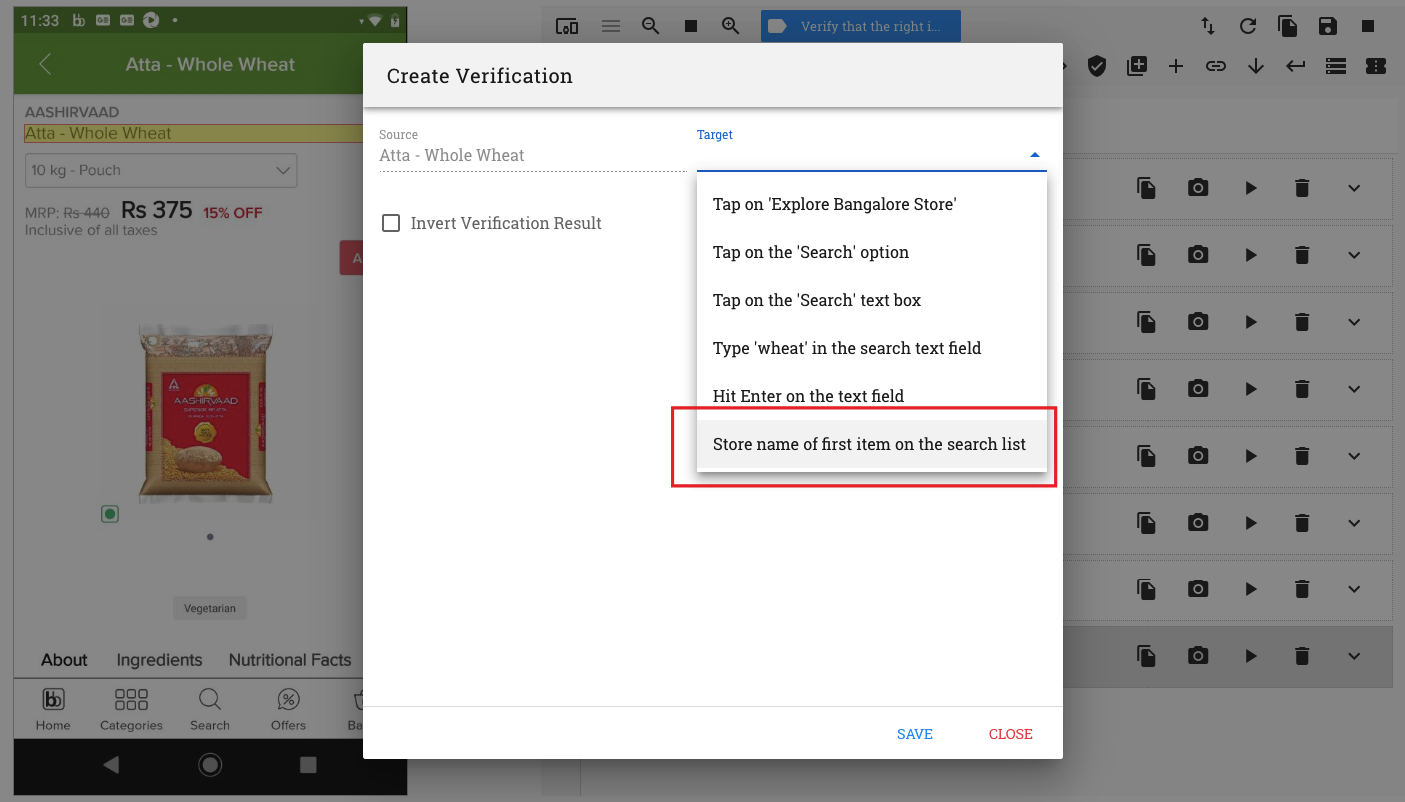 11:33
Verify that the right i...
Atta - Whole Wheat
Create Verification
AASHIRVAAD
Atta - Whole Wheat
10 kg - Pouch
MRP: Rs 440 Rs 375 15% OFF
Inclusive of all taxes
A
Source
Atta - Whole Wheat
Target
Invert Verification Result
Tap on 'Explore Bangalore Store'
Tap on the 'Search' option
Tap on the 'Search' text box
Type 'wheat' in the search text field
Hit Enter on the text field
Store name of first item on the search list
AASHIRVAAD
Vegetarian
About Ingredients Nutritional Facts
bb
Home Categories Search Offers Ba
SAVE CLOSE